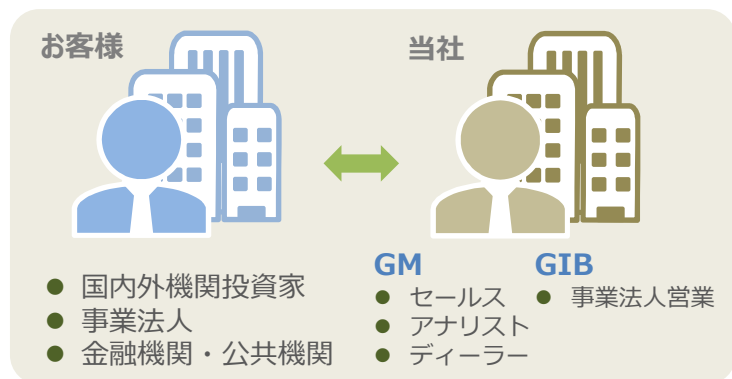 お客様
● 国内外機関投資家
● 事業法人
● 金融機関・公共機関
当社
GM
● セールス
● アナリスト
● ディーラー
GIB
● 事業法人営業